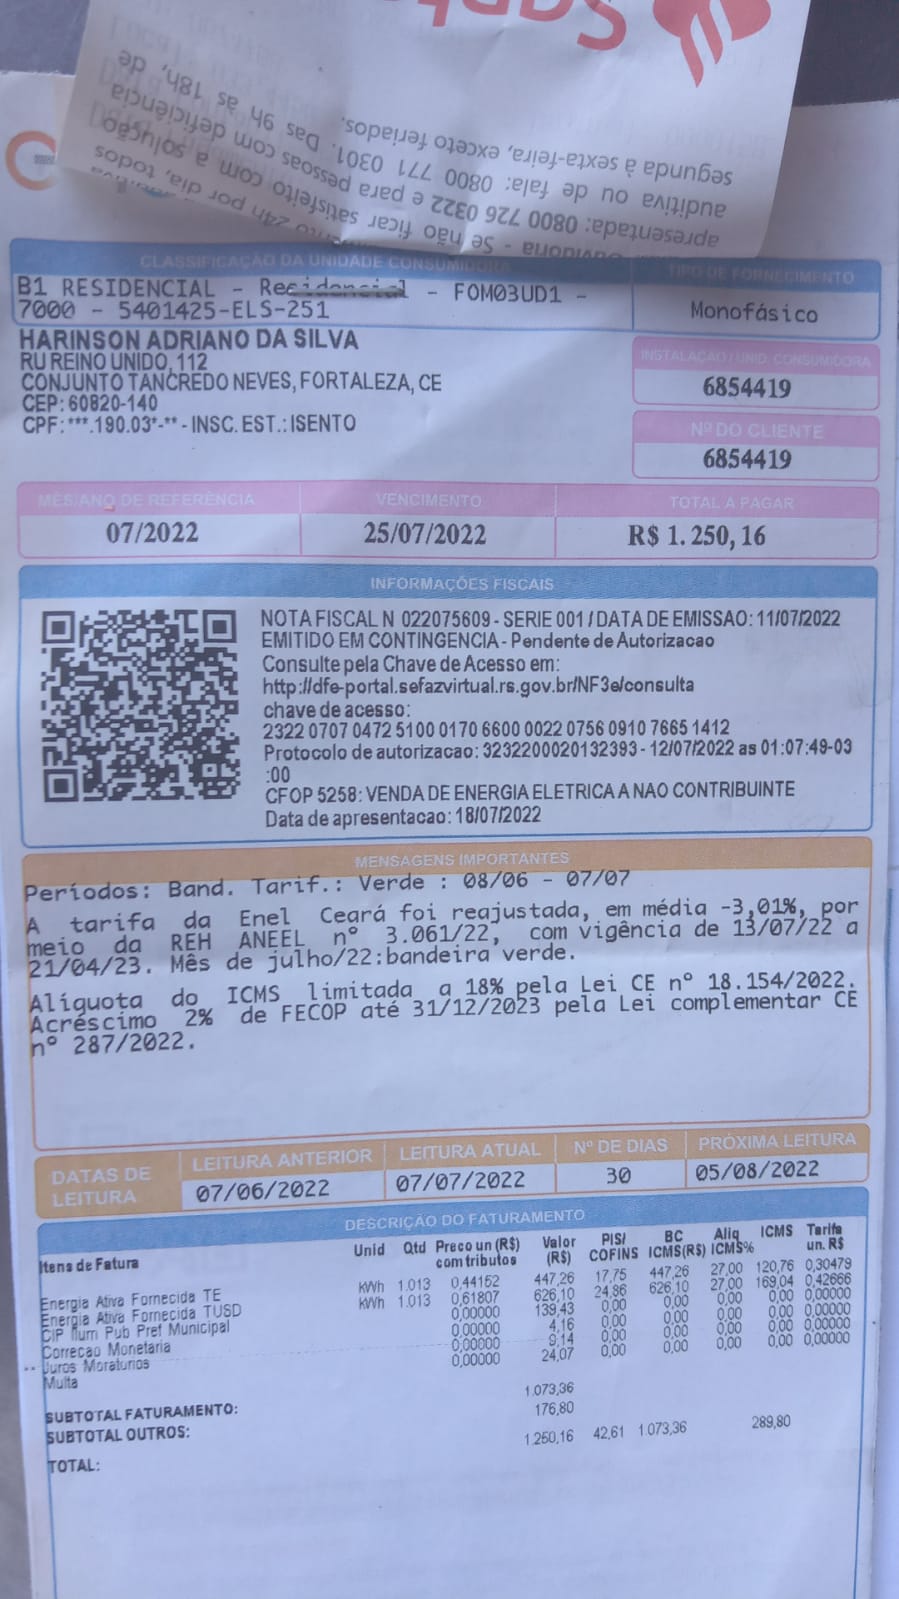 Santa
segunda à sexta-feira, exceto feriados.
auditiva ou de fala: 0800 771 0301. Das 9h às 18h, de
apresentada: 0800 726 0322 e para pessoas com deficiência
Ouvidoria - Se não ficar satisfeito com a solução
24h por dia, todos
CLASSIFICAÇÃO DA UNIDADE CONSUMIDORA
TIPO DE FORNECIMENTO
B1 RESIDENCIAL - Residencial - FOM03UD1 -
7000 - 5401425-ELS-251
Monofásico
HARINSON ADRIANO DA SILVA
RU REINO UNIDO, 112
CONJUNTO TANCREDO NEVES, FORTALEZA, CE
CEP: 60820-140
CPF: ***.190.03*-** - INSC. EST.: ISENTO
INSTALAÇÃO / UNID. CONSUMIDORA
6854419
Nº DO CLIENTE
6854419
MÊS/ANO DE REFERÊNCIA VENCIMENTO TOTAL A PAGAR
07/2022 25/07/2022 R$ 1.250,16
INFORMAÇÕES FISCAIS
NOTA FISCAL N 022075609 - SERIE 001 / DATA DE EMISSAO: 11/07/2022
EMITIDO EM CONTINGENCIA - Pendente de Autorizacao
Consulte pela Chave de Acesso em:
http://dfe-portal.sefazvirtual.rs.gov.br/NF3e/consulta
chave de acesso:
2322 0707 0472 5100 0170 6600 0022 0756 0910 7665 1412
Protocolo de autorizacao: 3232200020132393 - 12/07/2022 as 01:07:49-03
:00
CFOP 5258: VENDA DE ENERGIA ELETRICA A NAO CONTRIBUINTE
Data de apresentacao: 18/07/2022
MENSAGENS IMPORTANTES
Períodos: Band. Tarif.: Verde : 08/06 - 07/07
A tarifa da Enel Ceará foi reajustada, em média -3,01%, por
meio da REH ANEEL nº 3.061/22, com vigência de 13/07/22 a
21/04/23. Mês de julho/22:bandeira verde.
Alíquota do ICMS limitada a 18% pela Lei CE nº 18.154/2022.
Acréscimo 2% de FECOP até 31/12/2023 pela Lei complementar CE
nº 287/2022.
DATAS DE LEITURA
LEITURA ANTERIOR LEITURA ATUAL Nº DE DIAS PRÓXIMA LEITURA
07/06/2022 07/07/2022 30 05/08/2022
DESCRIÇÃO DO FATURAMENTO
Itens de Fatura Unid Qtd Preco un (R$) com tributos Valor (R$) PIS/ COFINS BC ICMS(R$) Aliq ICMS% ICMS Tarifa un. R$
Energia Ativa Fornecida TE kWh 1.013 0,44152 447,26 17,75 447,26 27,00 120,76 0,30479
Energia Ativa Fornecida TUSD kWh 1.013 0,61807 626,10 24,86 626,10 27,00 169,04 0,42666
CIP Ilum Pub Pref Municipal 0,00000 139,43 0,00 0,00 0,00 0,00 0,00000
Correcao Monetaria 0,00000 4,16 0,00 0,00 0,00 0,00 0,00000
Juros Moratorios 0,00000 9,14 0,00 0,00 0,00 0,00 0,00000
Multa 0,00000 24,07 0,00 0,00 0,00 0,00 0,00000
SUBTOTAL FATURAMENTO: 1.073,36
SUBTOTAL OUTROS: 176,80
TOTAL: 1.250,16 42,61 1.073,36 289,80